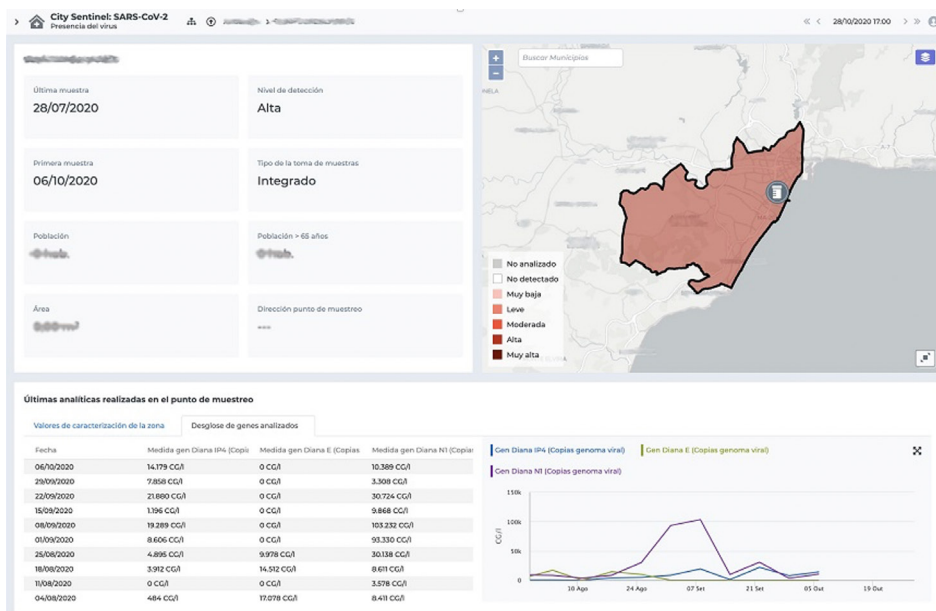 City Sentinel: SARS-CoV-2
Presencia del virus
28/10/2020 17:00
Última muestra
28/07/2020
Nivel de detección
Alta
Primera muestra
06/10/2020
Tipo de la toma de muestras
Integrado
Población
Población > 65 años
Área
Dirección punto de muestreo
---
Buscar Municipios
No analizado
No detectado
Muy baja
Leve
Moderada
Alta
Muy alta
Últimas analíticas realizadas en el punto de muestreo
Valores de caracterización de la zona
Desglose de genes analizados
Fecha Medida gen Diana IP4 (Copi Medida gen Diana E (Copias Medida gen Diana N1 (Copias
06/10/2020 14.179 CG/l 0 CG/l 10.389 CG/l
29/09/2020 7.858 CG/l 0 CG/l 3.308 CG/l
22/09/2020 21.880 CG/l 0 CG/l 30.724 CG/l
15/09/2020 1.196 CG/l 0 CG/l 9.868 CG/l
08/09/2020 19.289 CG/l 0 CG/l 103.232 CG/l
01/09/2020 8.606 CG/l 0 CG/l 93.330 CG/l
25/08/2020 4.895 CG/l 9.978 CG/l 30.138 CG/l
18/08/2020 3.912 CG/l 14.512 CG/l 8.611 CG/l
11/08/2020 0 CG/l 0 CG/l 3.578 CG/l
04/08/2020 484 CG/l 17.078 CG/l 8.411 CG/l
Gen Diana IP4 (Copias genoma viral)
Gen Diana E (Copias genoma viral)
Gen Diana N1 (Copias genoma viral)
CG/l
150k
100k
50k
0
10 Ago 24 Ago 07 Set 21 Set 05 Out 19 Out